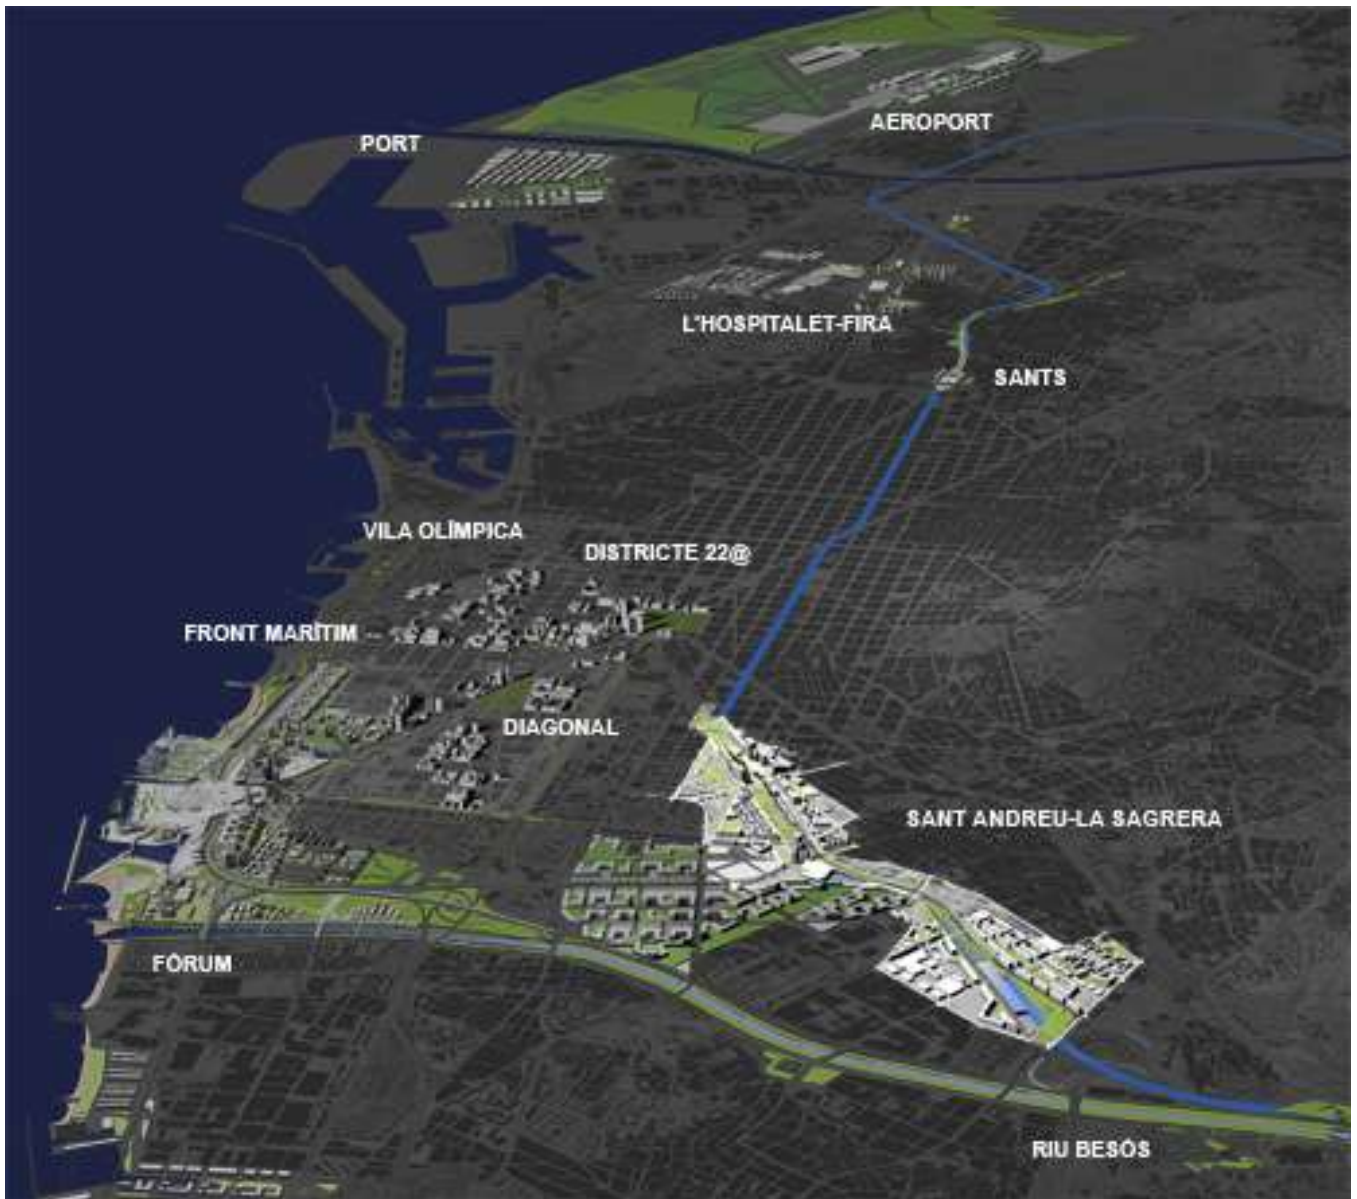 AEROPORT
PORT
L'HOSPITALET-FIRA
SANTS
VILA OLÍMPICA
DISTRICTE 22@
FRONT MARÍTIM
DIAGONAL
SANT ANDREU-LA SAGRERA
FÒRUM
RIU BESÒS